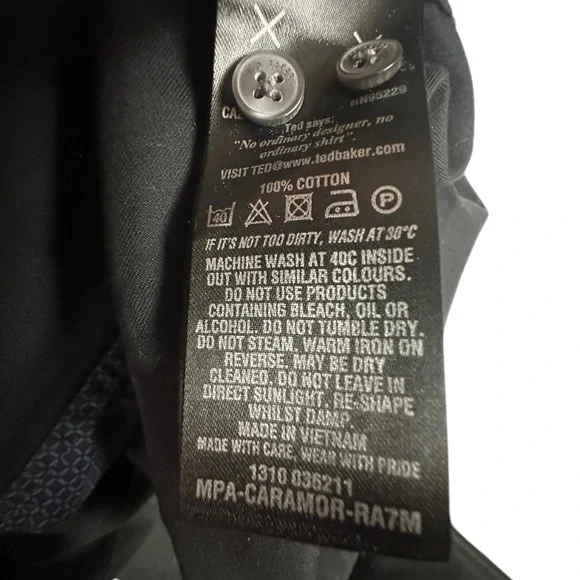 RN95229
Ted says:
"No ordinary designer, no
ordinary shirt".
VISIT TED@www.tedbaker.com
100% COTTON
40 P
IF IT'S NOT TOO DIRTY, WASH AT 30°C
MACHINE WASH AT 40C INSIDE
OUT WITH SIMILAR COLOURS.
DO NOT USE PRODUCTS
CONTAINING BLEACH, OIL OR
ALCOHOL. DO NOT TUMBLE DRY.
DO NOT STEAM. WARM IRON ON
REVERSE. MAY BE DRY
CLEANED. DO NOT LEAVE IN
DIRECT SUNLIGHT. RE-SHAPE
WHILST DAMP.
MADE IN VIETNAM
MADE WITH CARE, WEAR WITH PRIDE
1310 036211
MPA-CARAMOR-RA7M